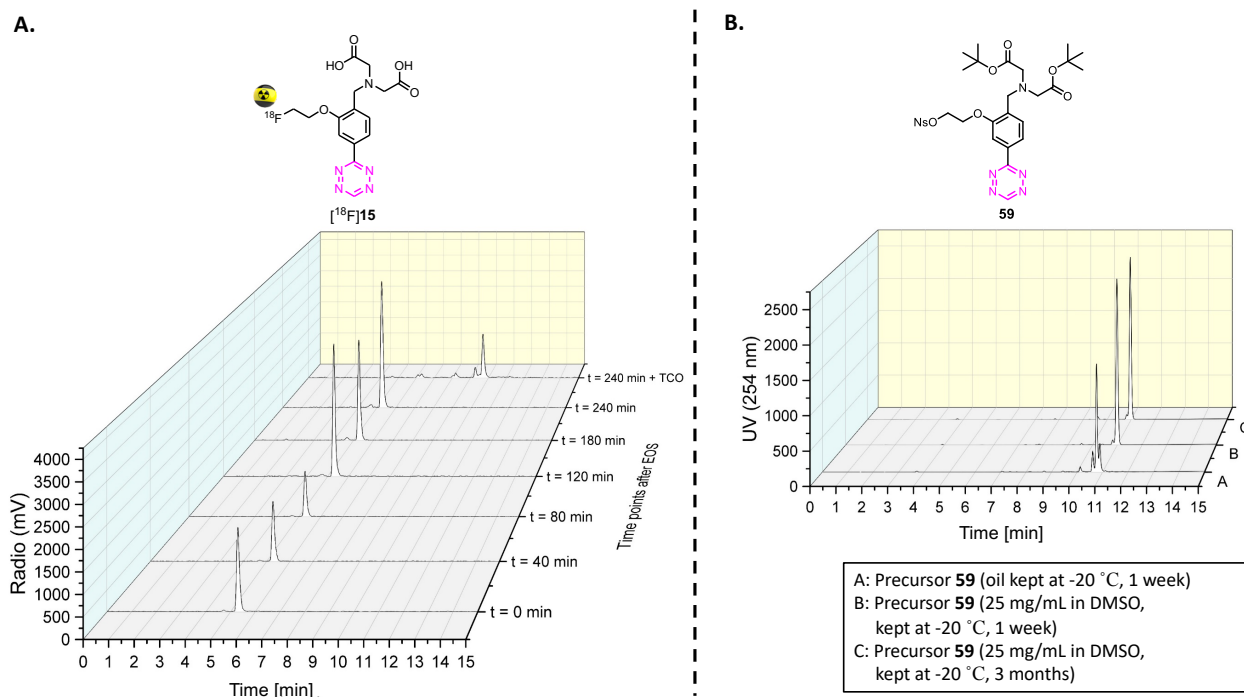 A.
O
HO
OH
N
O
O
18F
N N
N N
[18F]15
t = 240 min + TCO
t = 240 min
t = 180 min
t = 120 min
t = 80 min
t = 40 min
t = 0 min
Time points after EOS
Radio (mV)
4000
3500
3000
2500
2000
1500
1000
500
0
0 1 2 3 4 5 6 7 8 9 10 11 12 13 14 15
Time [min]
B.
O
O
O
N
O
NsO
O
N N
N N
59
UV (254 nm)
2500
2000
1500
1000
500
0
C
B
A
0 1 2 3 4 5 6 7 8 9 10 11 12 13 14 15
Time [min]
A: Precursor 59 (oil kept at -20 ˚C, 1 week)
B: Precursor 59 (25 mg/mL in DMSO,
kept at -20 ˚C, 1 week)
C: Precursor 59 (25 mg/mL in DMSO,
kept at -20 ˚C, 3 months)